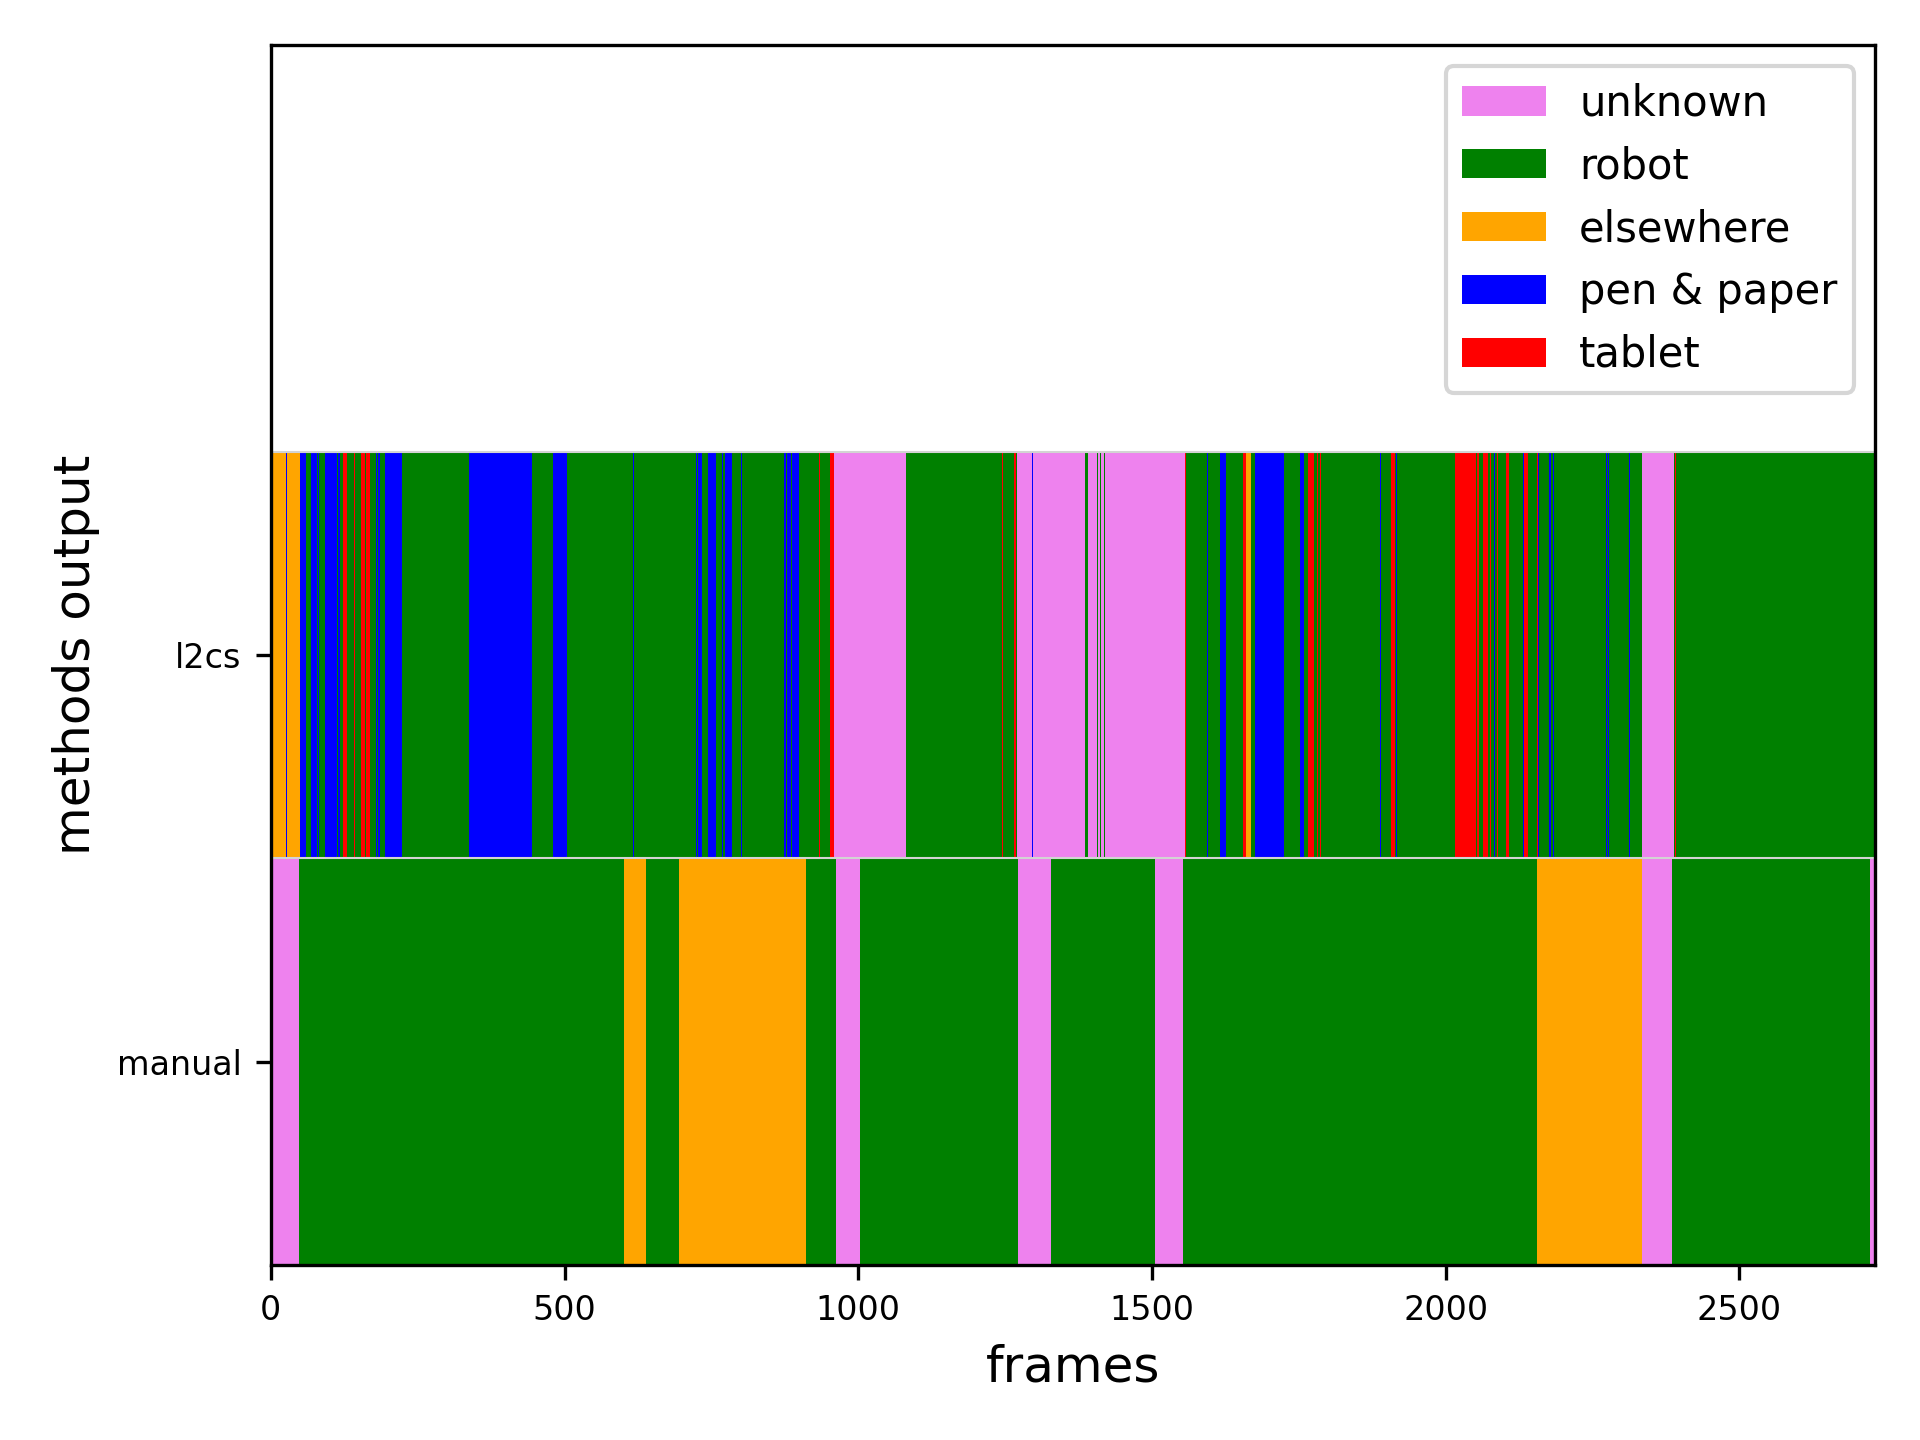 unknown
robot
elsewhere
pen & paper
tablet
methods output
l2cs
manual
0 500 1000 1500 2000 2500
frames